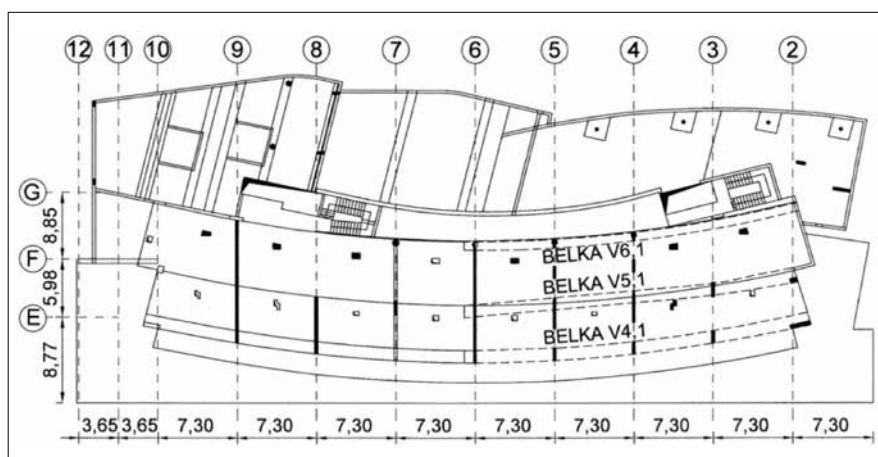 12 11 10 9 8 7 6 5 4 3 2
G
8,85
F
5,98
E
8,77
BELKA V6.1
BELKA V5.1
BELKA V4.1
3,65 3,65 7,30 7,30 7,30 7,30 7,30 7,30 7,30 7,30 7,30